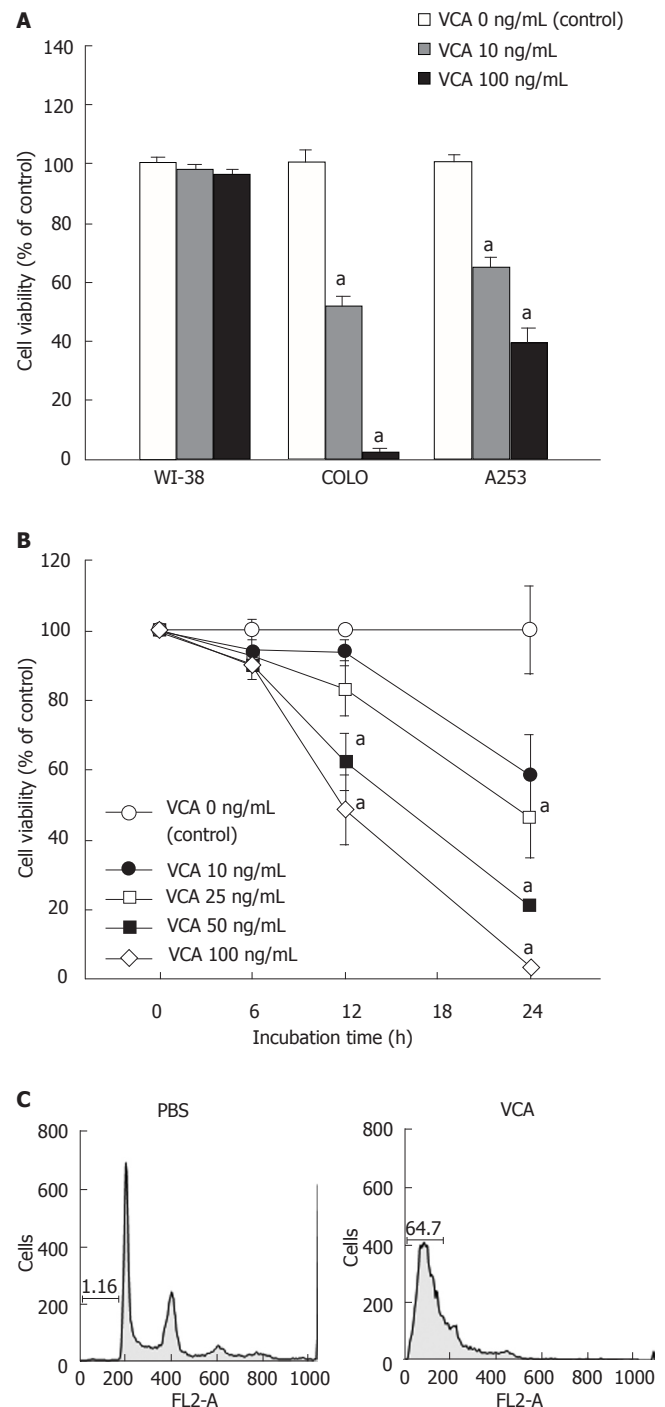 A
VCA 0 ng/mL (control)
VCA 10 ng/mL
VCA 100 ng/mL
140
120
100
80
60
40
20
0
Cell viability (% of control)
a
a
a
a
WI-38 COLO A253
B
120
100
80
60
40
20
0
Cell viability (% of control)
a
a
a
a
a
VCA 0 ng/mL
(control)
VCA 10 ng/mL
VCA 25 ng/mL
VCA 50 ng/mL
VCA 100 ng/mL
0 6 12 18 24
Incubation time (h)
C
PBS
800
600
400
200
0
Cells
1.16
0 200 400 600 800 1000
FL2-A
VCA
800
600
400
200
0
Cells
64.7
0 200 400 600 800 1000
FL2-A